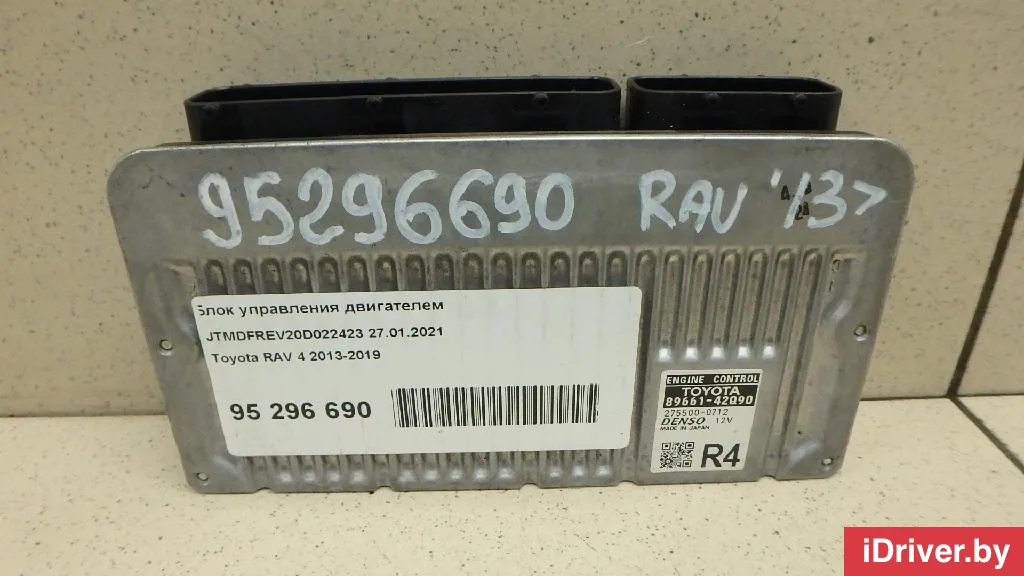 95296690 RAV '13>
Блок управления двигателем
JTMDFREV20D022423 27.01.2021
Toyota RAV 4 2013-2019
95 296 690
ENGINE CONTROL
TOYOTA
89661-42Q90
275500-0712
DENSO 12V
MADE IN JAPAN
R4
iDriver.by